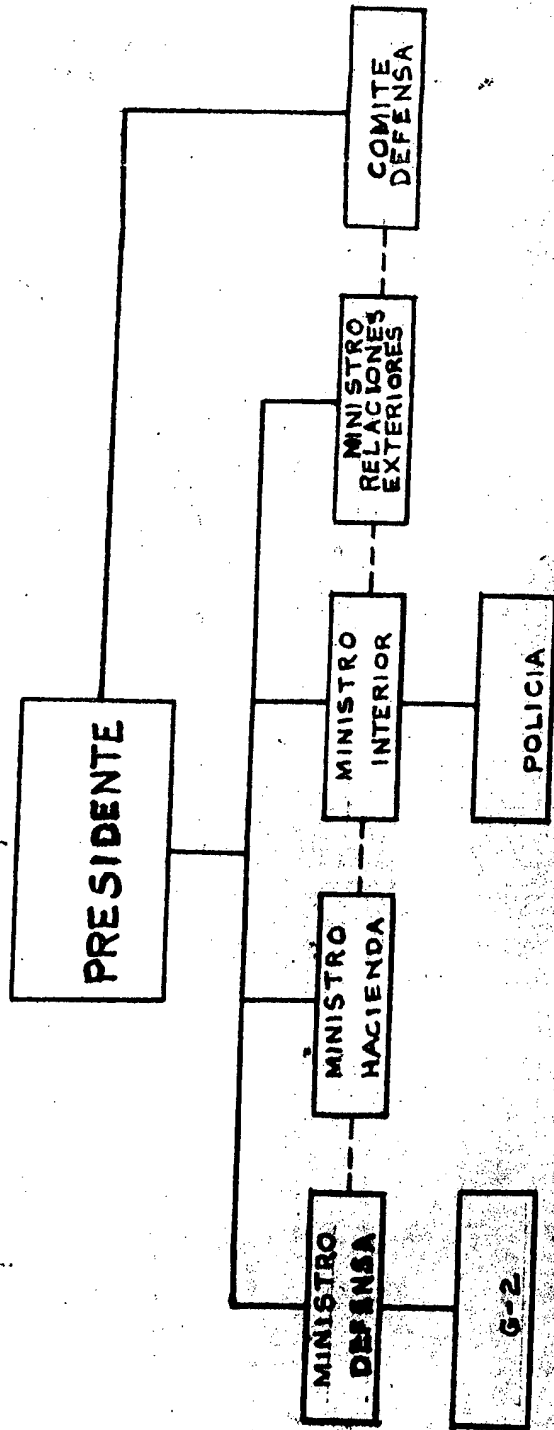 PRESIDENTE
MINISTRO
DEFENSA
MINISTRO
HACIENDA
MINISTRO
INTERIOR
MINISTRO
RELACIONES
EXTERIORES
COMITE
DEFENSA
G-2
POLICIA